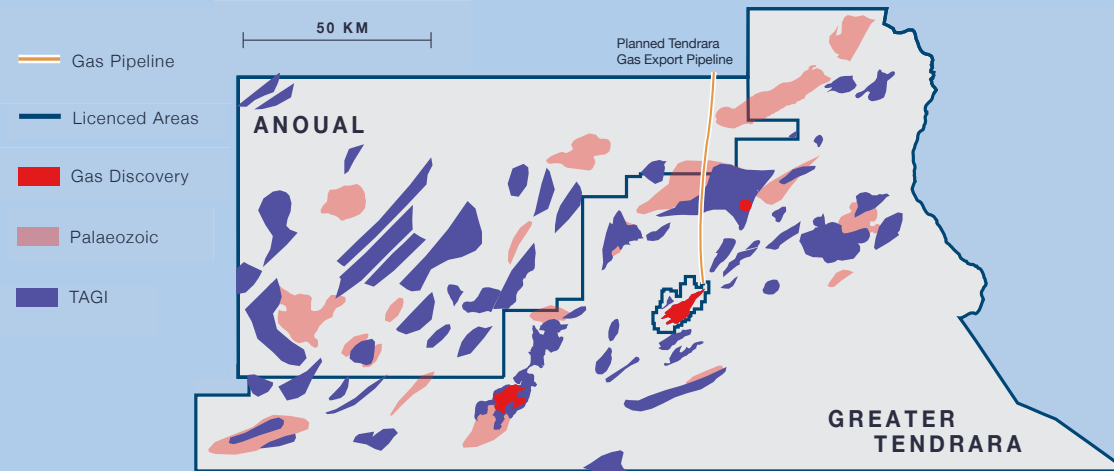 50 KM
Planned Tendrara
Gas Export Pipeline
Gas Pipeline
Licenced Areas
ANOUAL
Gas Discovery
Palaeozoic
TAGI
GREATER
TENDRARA